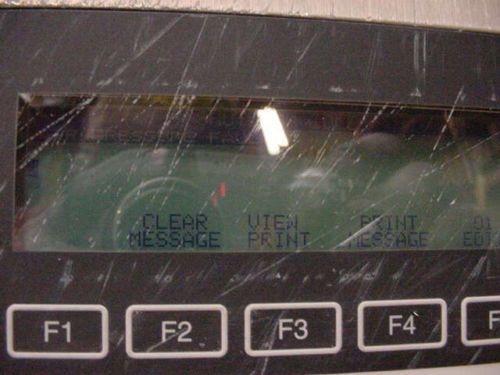 CLEAR VIEW PRINT
MESSAGE PRINT MESSAGE
F1 F2 F3 F4 F